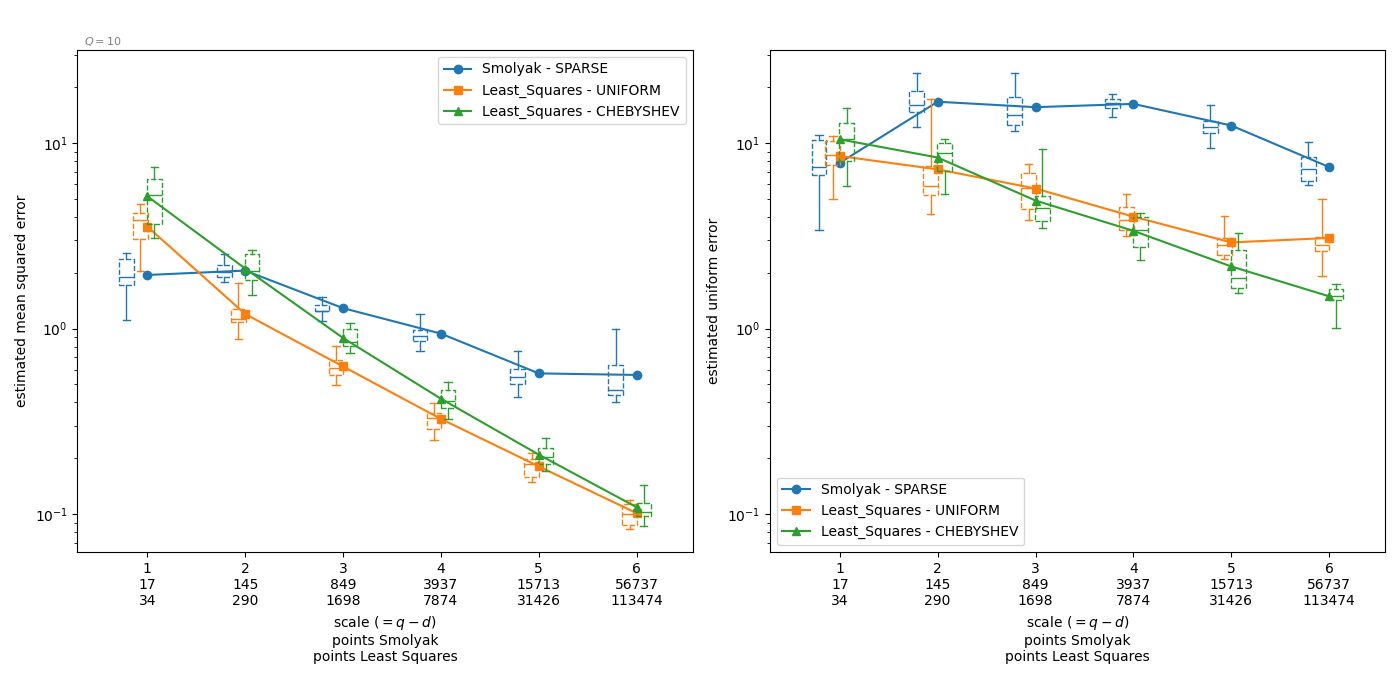 Q = 10
estimated mean squared error
10¹
10⁰
10⁻¹
Smolyak - SPARSE
Least_Squares - UNIFORM
Least_Squares - CHEBYSHEV
1 2 3 4 5 6
17 145 849 3937 15713 56737
34 290 1698 7874 31426 113474
scale (= q − d)
points Smolyak
points Least Squares
estimated uniform error
10¹
10⁰
10⁻¹
Smolyak - SPARSE
Least_Squares - UNIFORM
Least_Squares - CHEBYSHEV
1 2 3 4 5 6
17 145 849 3937 15713 56737
34 290 1698 7874 31426 113474
scale (= q − d)
points Smolyak
points Least Squares